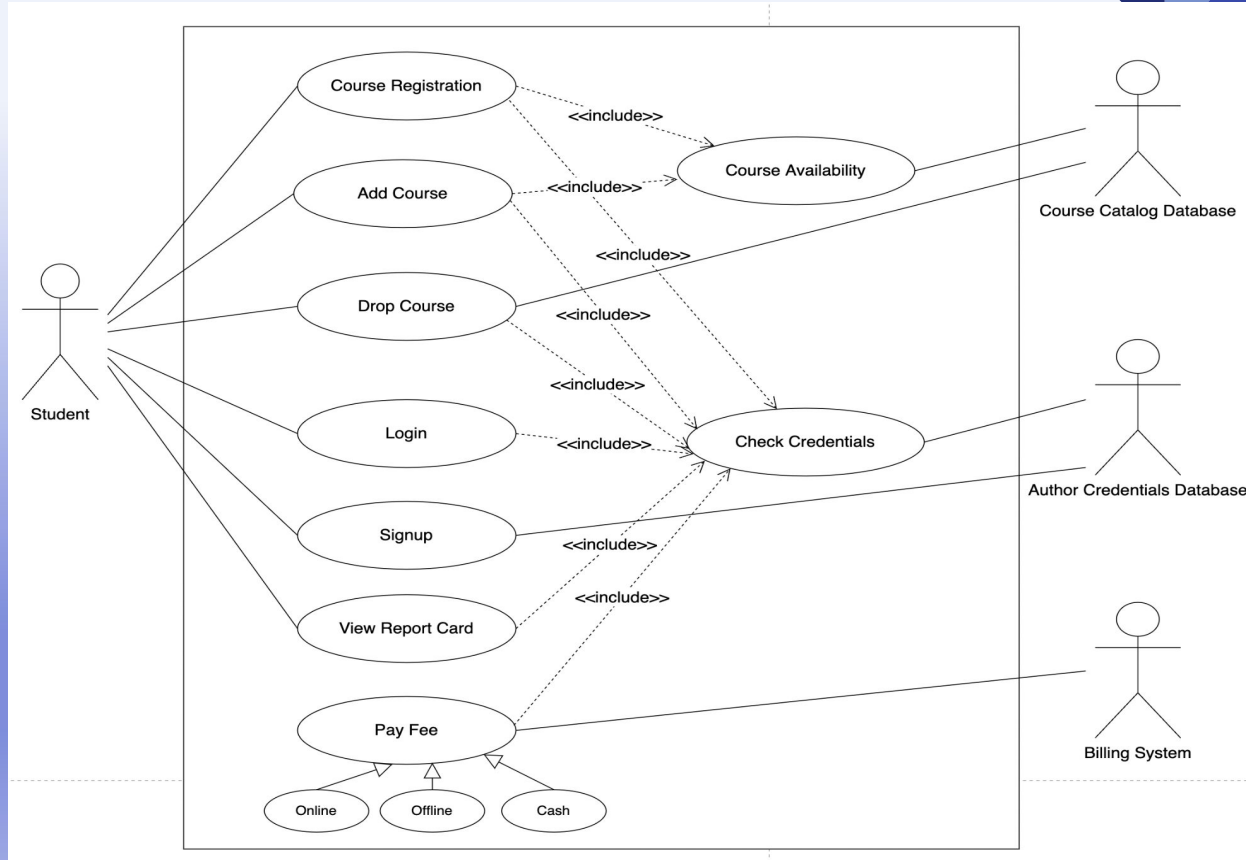 Course Registration
<<include>>
Course Availability
Add Course
<<include>>
Course Catalog Database
<<include>>
Drop Course
<<include>>
<<include>>
Student
Login
<<include>>
Check Credentials
Author Credentials Database
Signup
<<include>>
<<include>>
View Report Card
Pay Fee
Billing System
Online
Offline
Cash